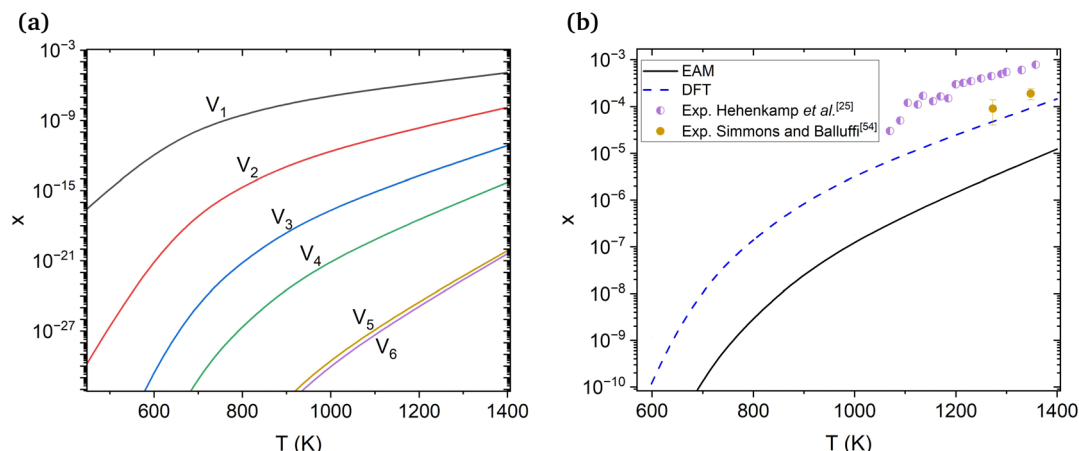 (a)
10⁻³
10⁻⁹
10⁻¹⁵
10⁻²¹
10⁻²⁷
x
V₁
V₂
V₃
V₄
V₅
V₆
600 800 1000 1200 1400
T (K)
(b)
10⁻³
10⁻⁴
10⁻⁵
10⁻⁶
10⁻⁷
10⁻⁸
10⁻⁹
10⁻¹⁰
x
EAM
DFT
Exp. Hehenkamp et al.[25]
Exp. Simmons and Balluffi[54]
600 800 1000 1200 1400
T (K)